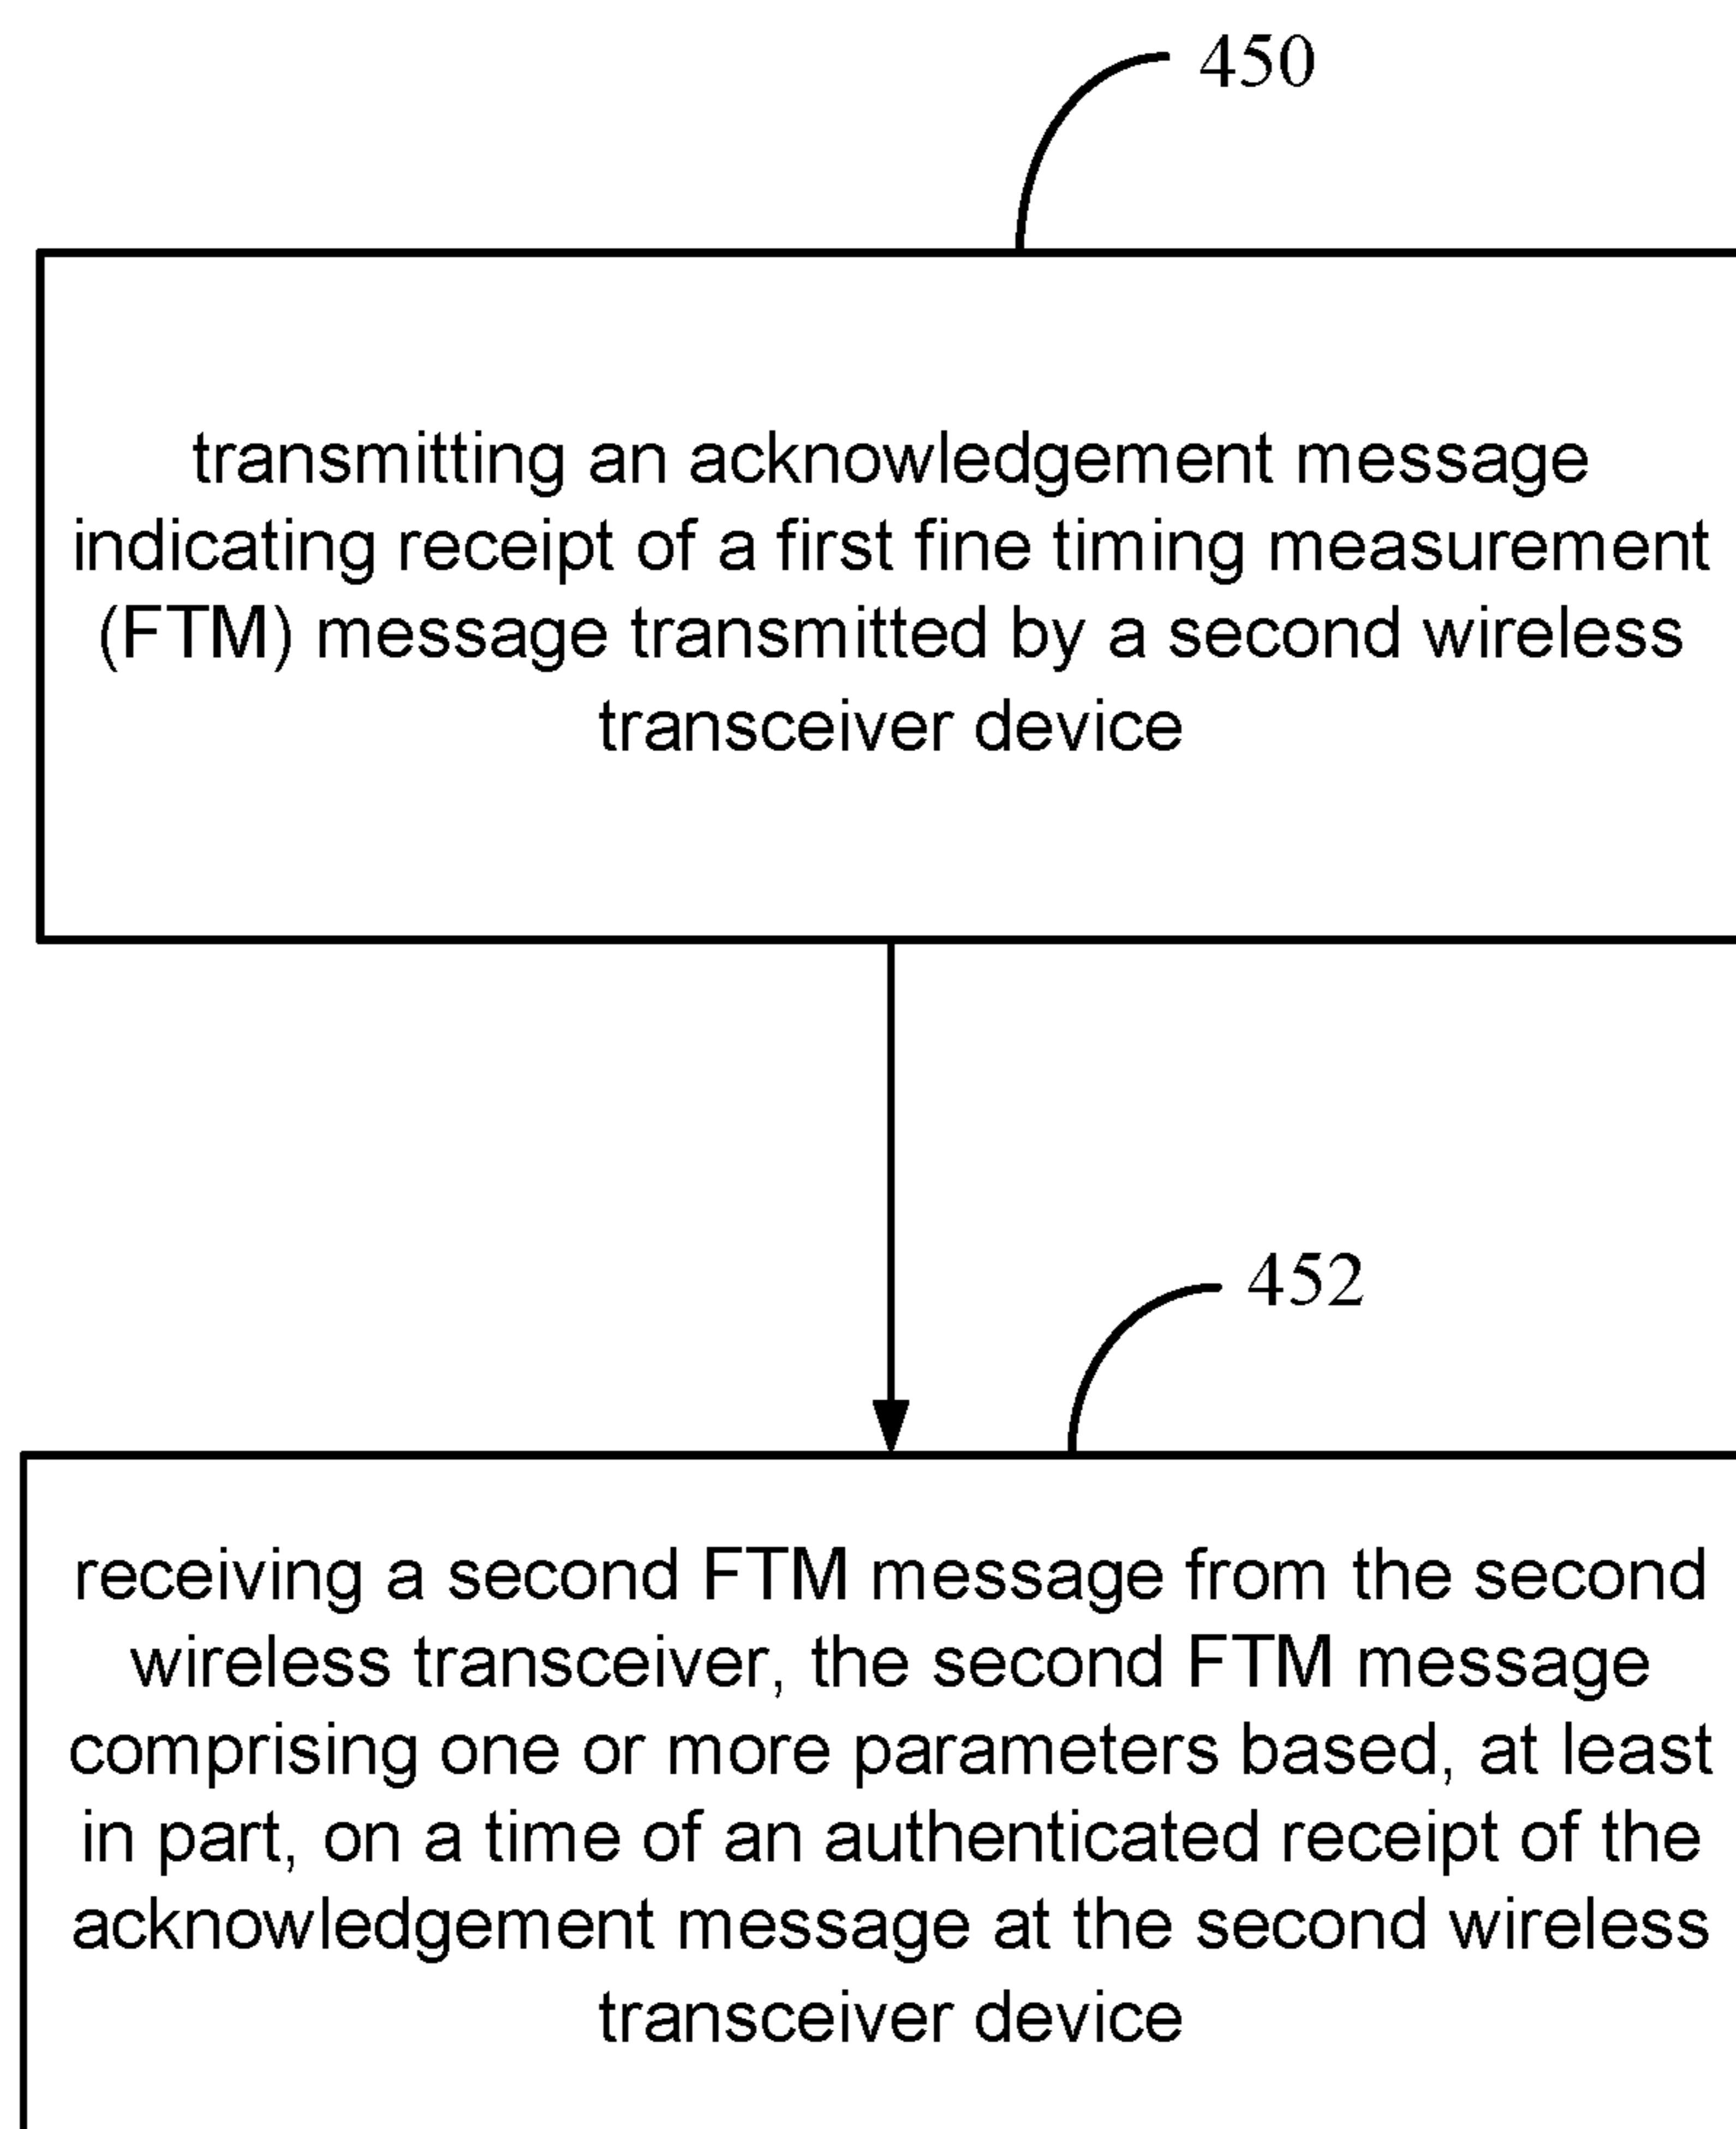 450
transmitting an acknowledgement message
indicating receipt of a first fine timing measurement
(FTM) message transmitted by a second wireless
transceiver device
452
receiving a second FTM message from the second
wireless transceiver, the second FTM message
comprising one or more parameters based, at least
in part, on a time of an authenticated receipt of the
acknowledgement message at the second wireless
transceiver device